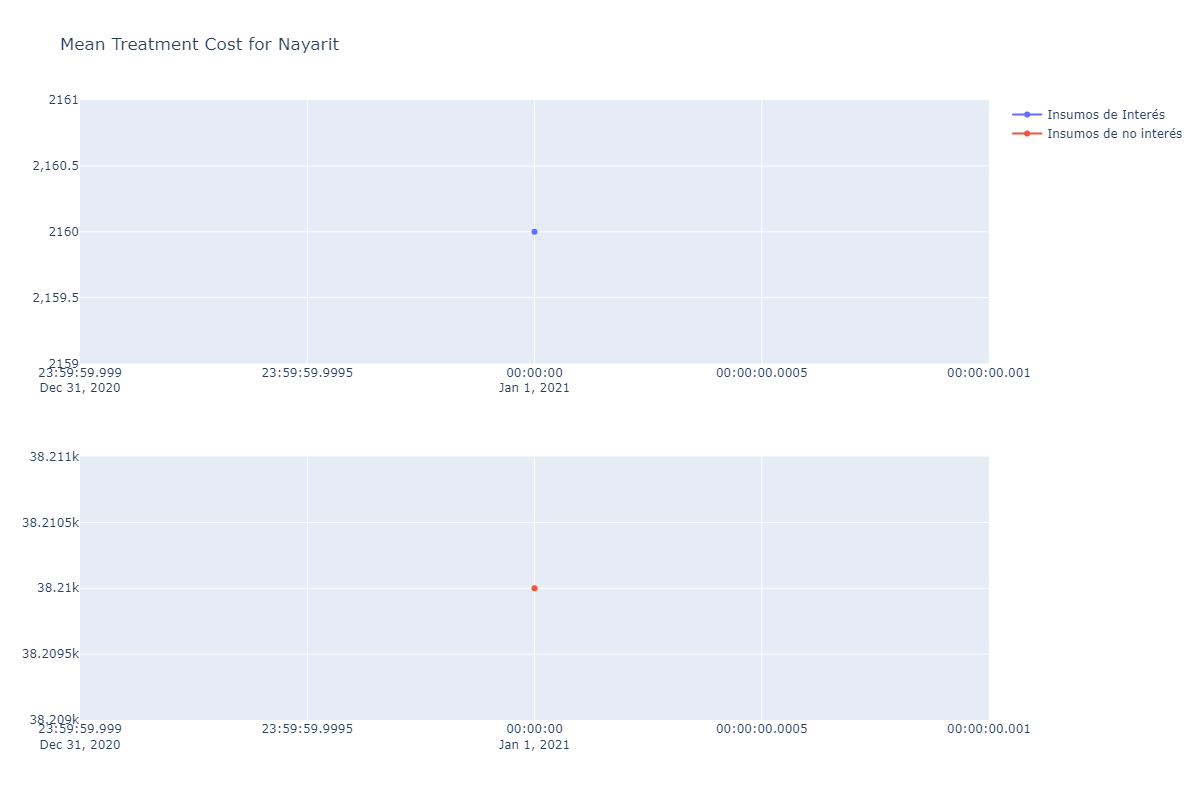 Mean Treatment Cost for Nayarit
2161
2,160.5
2160
2,159.5
2159
23:59:59.999
Dec 31, 2020
23:59:59.9995
00:00:00
Jan 1, 2021
00:00:00.0005
00:00:00.001
Insumos de Interés
Insumos de no interés
38.211k
38.2105k
38.21k
38.2095k
38.209k
23:59:59.999
Dec 31, 2020
23:59:59.9995
00:00:00
Jan 1, 2021
00:00:00.0005
00:00:00.001